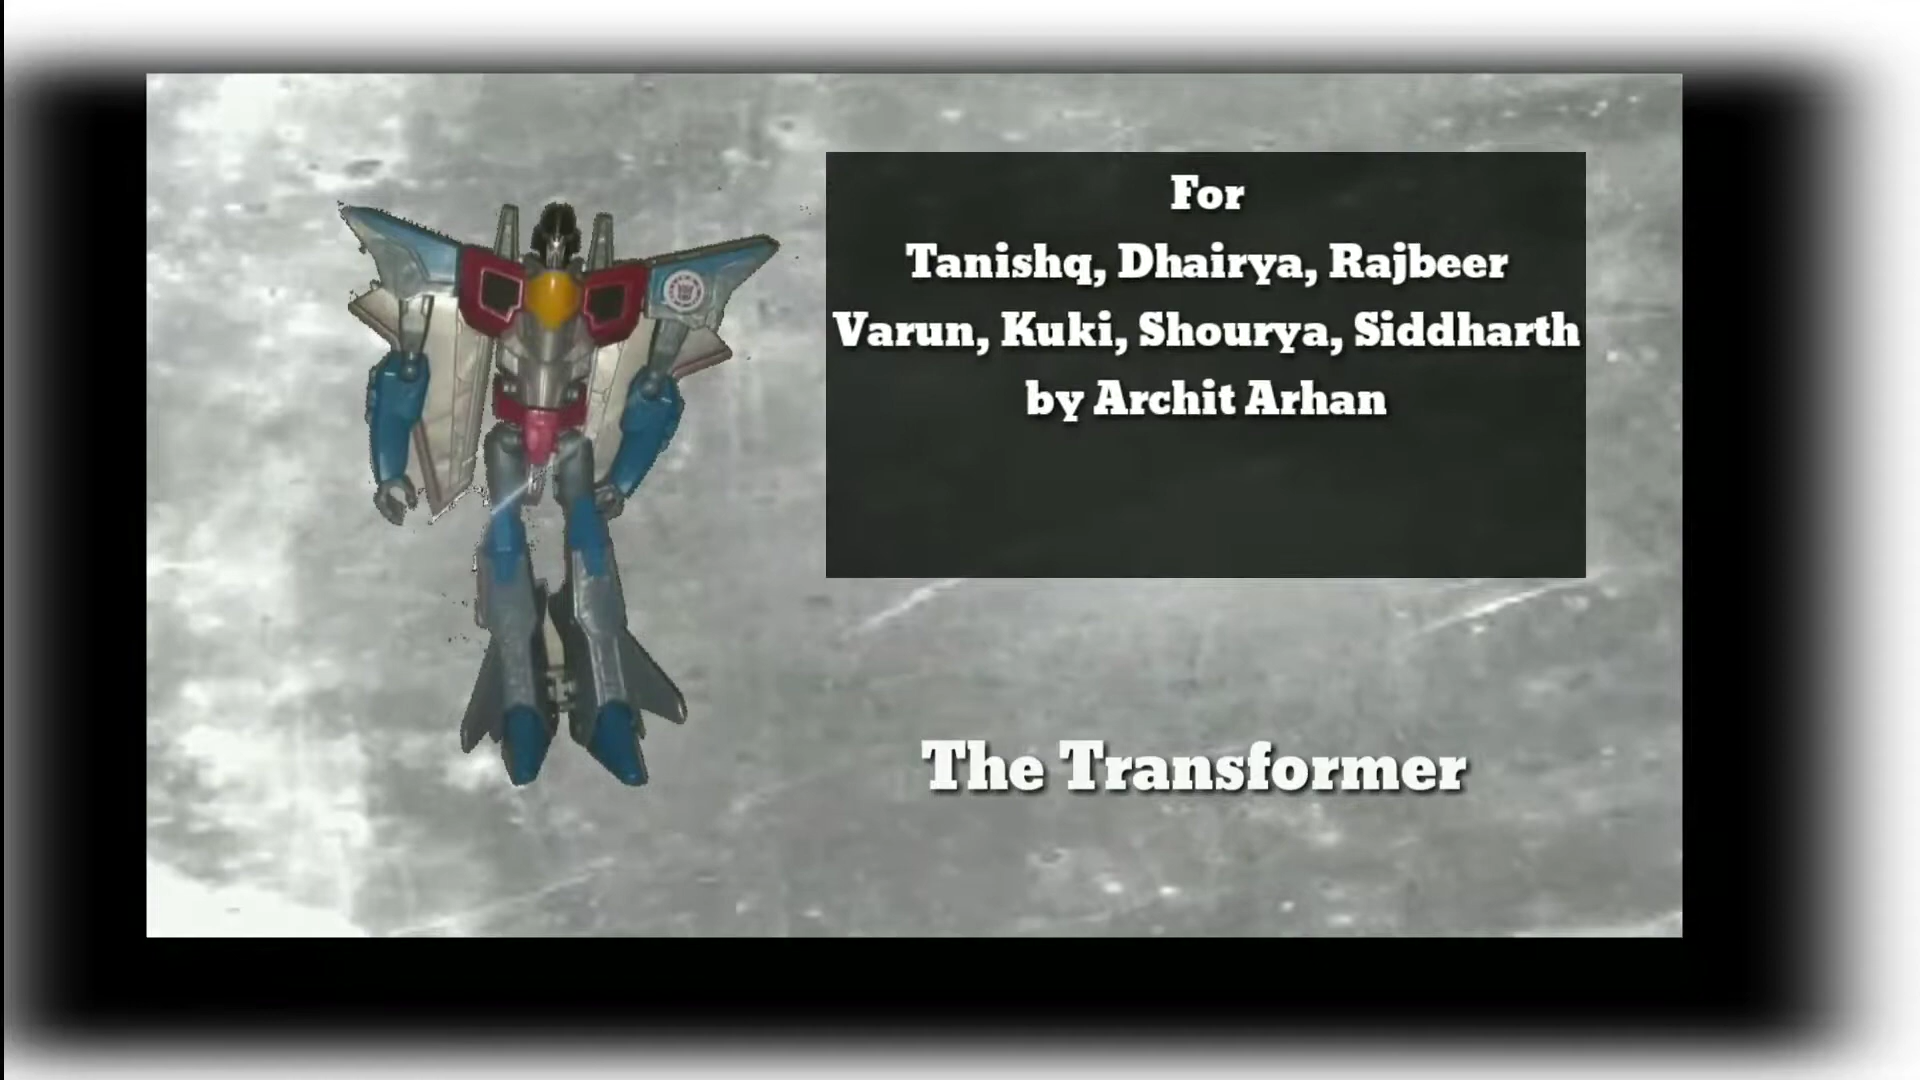 For
Tanishq, Dhairya, Rajbeer
Varun, Kuki, Shourya, Siddharth
by Archit Arhan
The Transformer